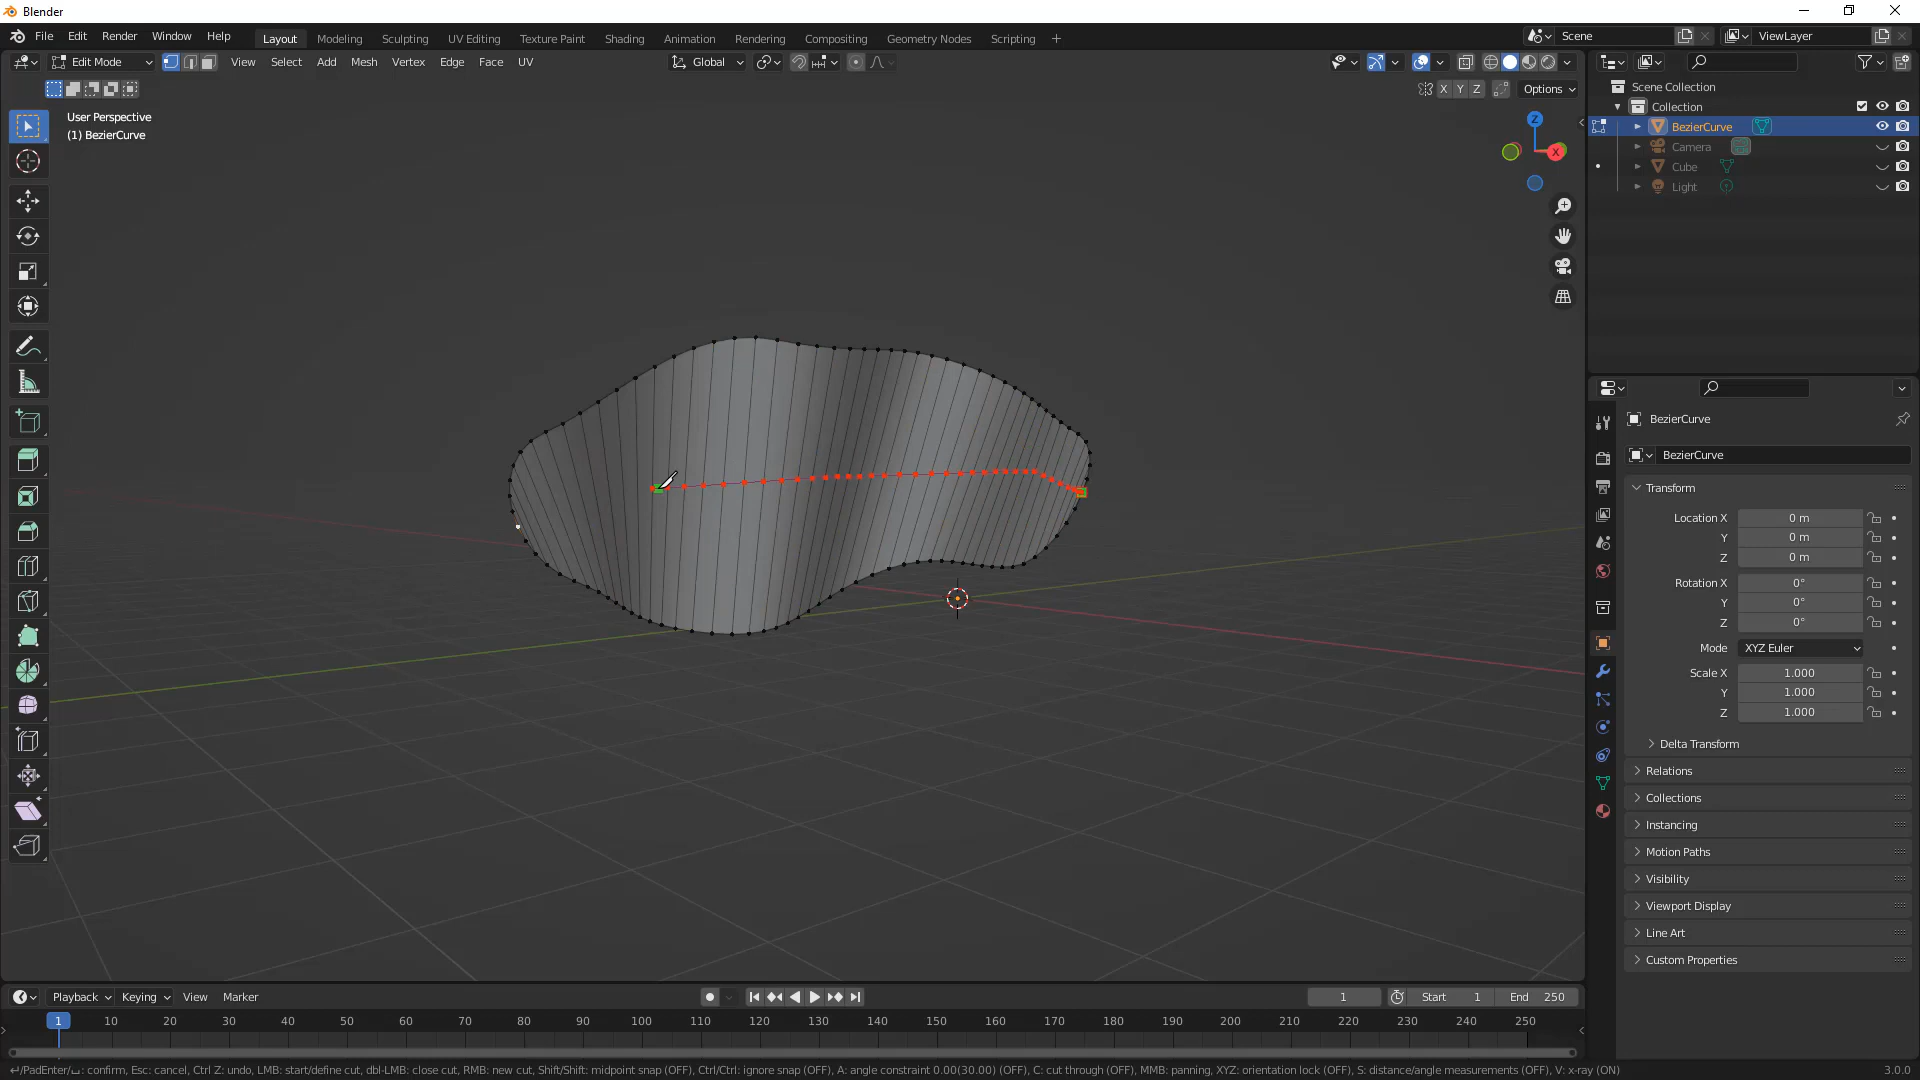 Blender
File Edit Render Window Help
Layout Modeling Sculpting UV Editing Texture Paint Shading Animation Rendering Compositing Geometry Nodes Scripting +
Scene
ViewLayer
Edit Mode
View Select Add Mesh Vertex Edge Face UV
Global
X Y Z
Options
User Perspective
(1) BezierCurve
Z
X
Scene Collection
Collection
BezierCurve
Camera
Cube
Light
BezierCurve
BezierCurve
Transform
Location X 0 m
Y 0 m
Z 0 m
Rotation X 0°
Y 0°
Z 0°
Mode XYZ Euler
Scale X 1.000
Y 1.000
Z 1.000
Delta Transform
Relations
Collections
Instancing
Motion Paths
Visibility
Viewport Display
Line Art
Custom Properties
Playback Keying View Marker
1 Start 1 End 250
1 10 20 30 40 50 60 70 80 90 100 110 120 130 140 150 160 170 180 190 200 210 220 230 240 250
↵/PadEnter/␣: confirm, Esc: cancel, Ctrl Z: undo, LMB: start/define cut, dbl-LMB: close cut, RMB: new cut, Shift/Shift: midpoint snap (OFF), Ctrl/Ctrl: ignore snap (OFF), A: angle constraint 0.00(30.00) (OFF), C: cut through (OFF), MMB: panning, XYZ: orientation lock (OFF), S: distance/angle measurements (OFF), V: x-ray (ON)
3.0.0